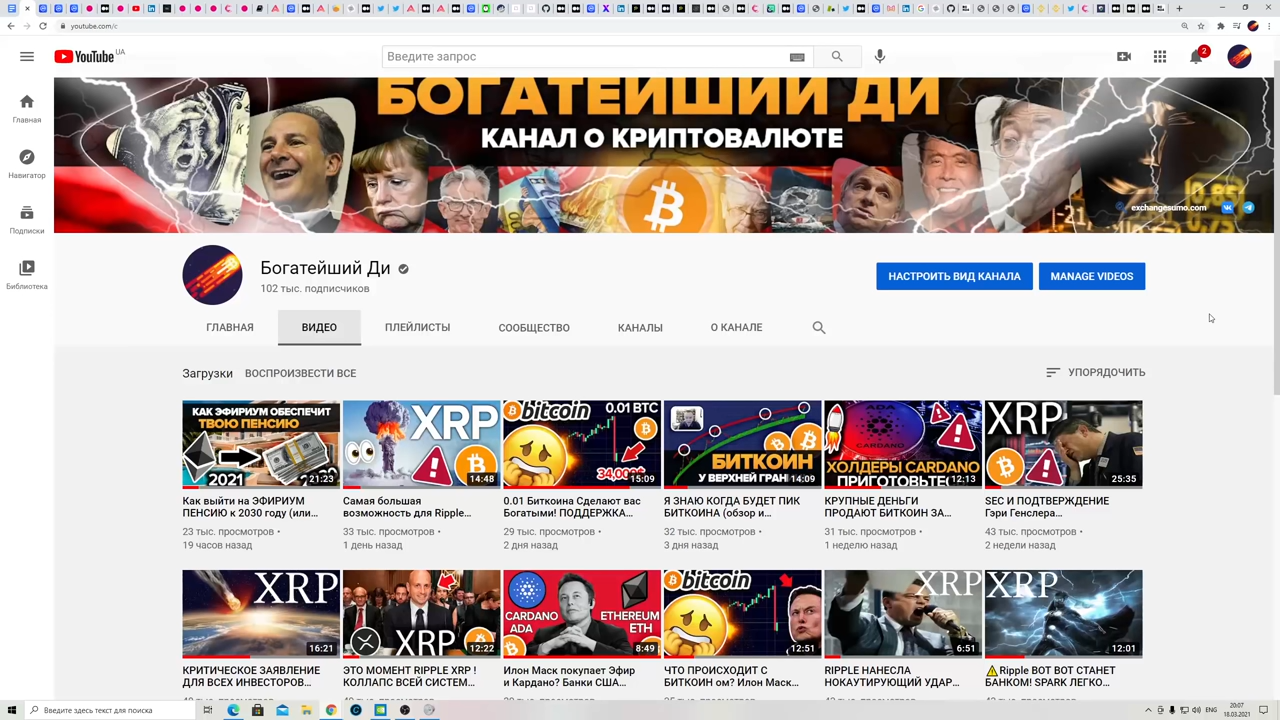 youtube.com/c
YouTube UA
Введите запрос
2
Главная
Навигатор
Подписки
Библиотека
БОГАТЕЙШИЙ ДИ
КАНАЛ О КРИПТОВАЛЮТЕ
exchangesumo.com
Богатейший Ди
102 тыс. подписчиков
НАСТРОИТЬ ВИД КАНАЛА
MANAGE VIDEOS
ГЛАВНАЯ
ВИДЕО
ПЛЕЙЛИСТЫ
СООБЩЕСТВО
КАНАЛЫ
О КАНАЛЕ
Загрузки
ВОСПРОИЗВЕСТИ ВСЕ
УПОРЯДОЧИТЬ
КАК ЭФИРИУМ ОБЕСПЕЧИТ
ТВОЮ ПЕНСИЮ
2021
21:23
Как выйти на ЭФИРИУМ
ПЕНСИЮ к 2030 году (или…
23 тыс. просмотров •
19 часов назад
XRP
14:48
Самая большая
возможность для Ripple…
33 тыс. просмотров •
1 день назад
bitcoin
0.01 BTC
34,000$
15:09
0.01 Биткоина Сделают вас
Богатыми! ПОДДЕРЖКА…
29 тыс. просмотров •
2 дня назад
БИТКОИН
У ВЕРХНЕЙ ГРАН
14:09
Я ЗНАЮ КОГДА БУДЕТ ПИК
БИТКОИНА (обзор и…
32 тыс. просмотров •
3 дня назад
ADA
CARDANO
ХОЛДЕРЫ CARDANO
ПРИГОТОВЬТЕ
12:13
КРУПНЫЕ ДЕНЬГИ
ПРОДАЮТ БИТКОИН ЗА…
31 тыс. просмотров •
1 неделю назад
XRP
25:35
SEC И ПОДТВЕРЖДЕНИЕ
Гэри Генслера…
43 тыс. просмотров •
2 недели назад
XRP
16:21
КРИТИЧЕСКОЕ ЗАЯВЛЕНИЕ
ДЛЯ ВСЕХ ИНВЕСТОРОВ…
XRP
12:22
ЭТО МОМЕНТ RIPPLE XRP !
КОЛЛАПС ВСЕЙ СИСТЕМ…
CARDANO
ADA
ETHEREUM
ETH
8:49
Илон Маск покупает Эфир
и Кардано? Банки США…
bitcoin
12:51
ЧТО ПРОИСХОДИТ С
БИТКОИН ом? Илон Маск…
XRP
6:51
RIPPLE НАНЕСЛА
НОКАУТИРУЮЩИЙ УДАР…
XRP
12:01
⚠️Ripple ВОТ ВОТ СТАНЕТ
БАНКОМ! SPARK ЛЕГКО…
Введите здесь текст для поиска
ENG
20:07
18.03.2021